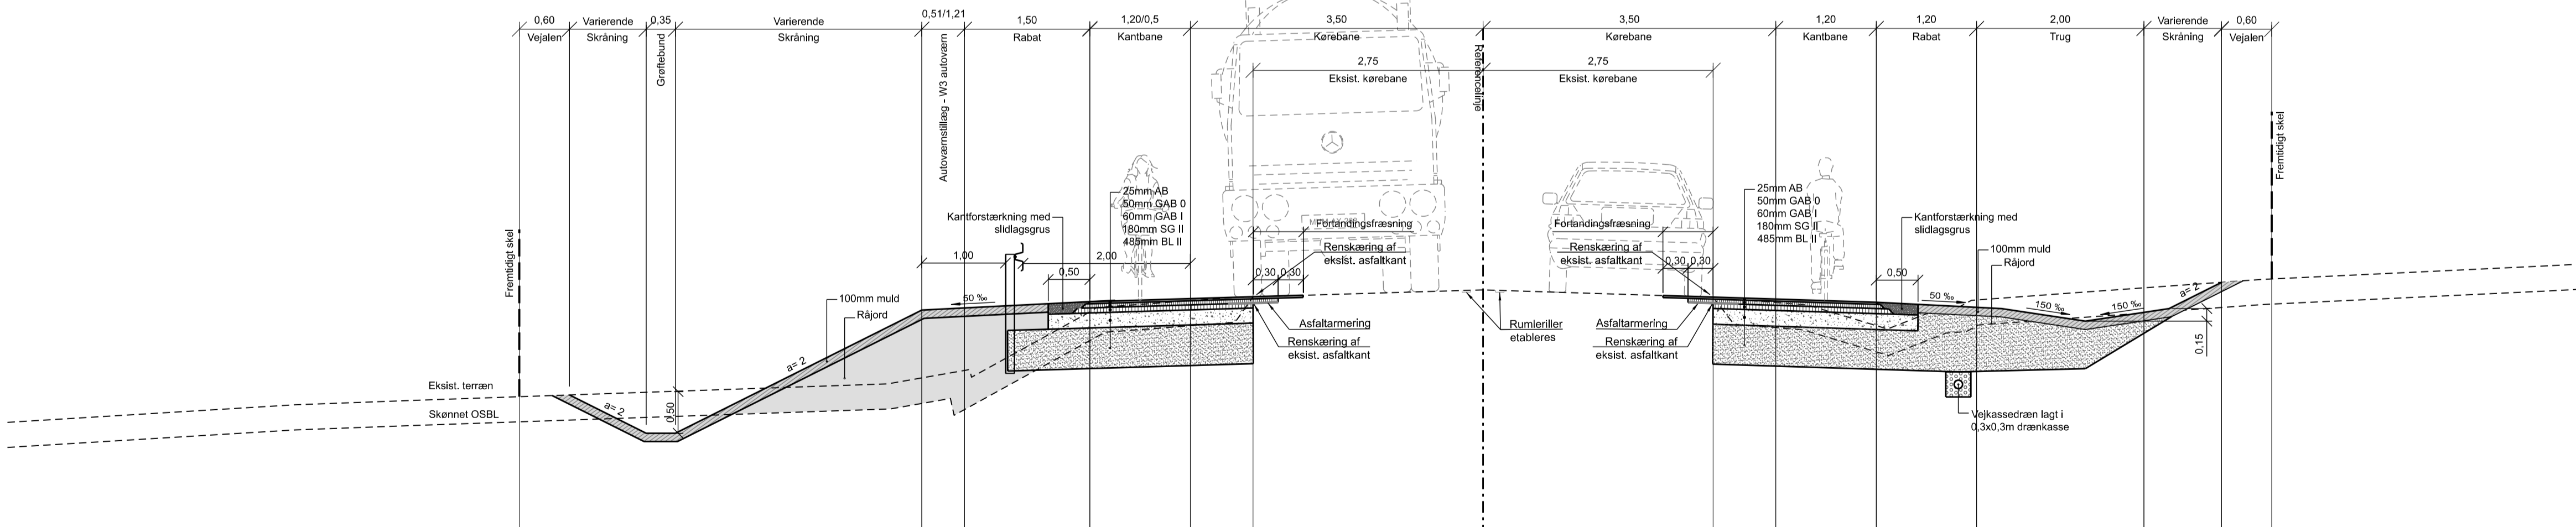 0,60
Varierende
0,35
Varierende
0,51/1,21
1,50
1,20/0,5
3,50
3,50
1,20
1,20
2,00
Varierende
0,60
Vejalen
Skråning
Grøftebund
Skråning
Autoværnstillæg - W3 autoværn
Rabat
Kantbane
Kørebane
Referencelinje
Kørebane
Kantbane
Rabat
Trug
Skråning
Vejalen
2,75
2,75
Eksist. kørebane
Eksist. kørebane
Fremtidigt skel
Fremtidigt skel
25mm AB
50mm GAB 0
60mm GAB I
180mm SG II
485mm BL II
25mm AB
50mm GAB 0
60mm GAB I
180mm SG II
485mm BL II
Kantforstærkning med
slidlagsgrus
Fortandingsfræsning
Fortandingsfræsning
Kantforstærkning med
slidlagsgrus
Renskæring af
eksist. asfaltkant
Renskæring af
eksist. asfaltkant
100mm muld
Råjord
1,00
2,00
0,50
0,30
0,30
0,30
0,30
0,50
100mm muld
Råjord
50 ‰
50 ‰
150 ‰
150 ‰
a= 2
Asfaltarmering
Rumleriller
etableres
Asfaltarmering
Renskæring af
eksist. asfaltkant
Renskæring af
eksist. asfaltkant
0,15
a= 2
Eksist. terræn
Skønnet OSBL
a= 2
0,50
Vejkassedræn lagt i
0,3x0,3m drænkasse